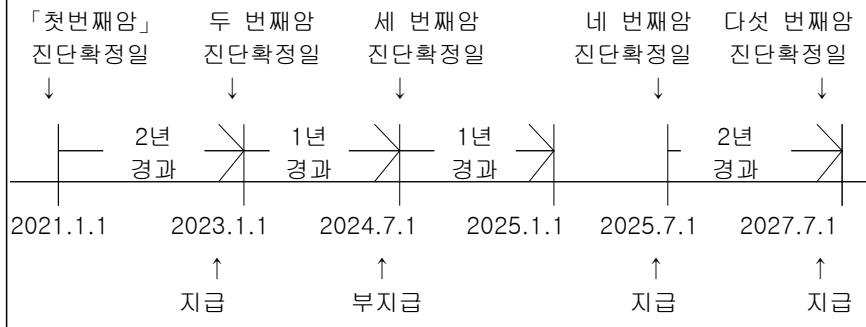 「첫번째암」 두 번째암 세 번째암 네 번째암 다섯 번째암
진단확정일 진단확정일 진단확정일 진단확정일 진단확정일
↓ ↓ ↓ ↓ ↓
2년 1년 1년 2년
경과 경과 경과 경과
2021.1.1 2023.1.1 2024.7.1 2025.1.1 2025.7.1 2027.7.1
↑ ↑ ↑ ↑
지급 부지급 지급 지급